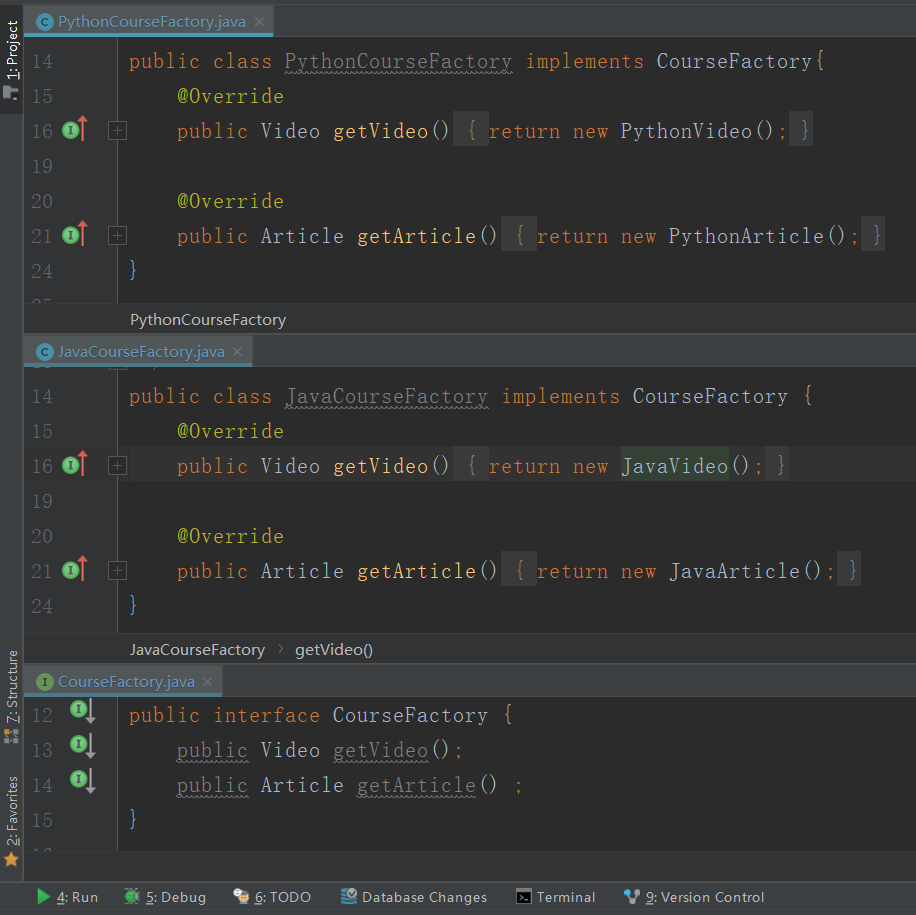 1: Project
PythonCourseFactory.java
14 public class PythonCourseFactory implements CourseFactory{
15 @Override
16 public Video getVideo() { return new PythonVideo(); }
19
20 @Override
21 public Article getArticle() { return new PythonArticle(); }
24 }
PythonCourseFactory
JavaCourseFactory.java
14 public class JavaCourseFactory implements CourseFactory {
15 @Override
16 public Video getVideo() { return new JavaVideo(); }
19
20 @Override
21 public Article getArticle() { return new JavaArticle(); }
24 }
JavaCourseFactory › getVideo()
7: Structure
CourseFactory.java
12 public interface CourseFactory {
13 public Video getVideo();
14 public Article getArticle() ;
15 }
2: Favorites
4: Run 5: Debug 6: TODO Database Changes Terminal 9: Version Control